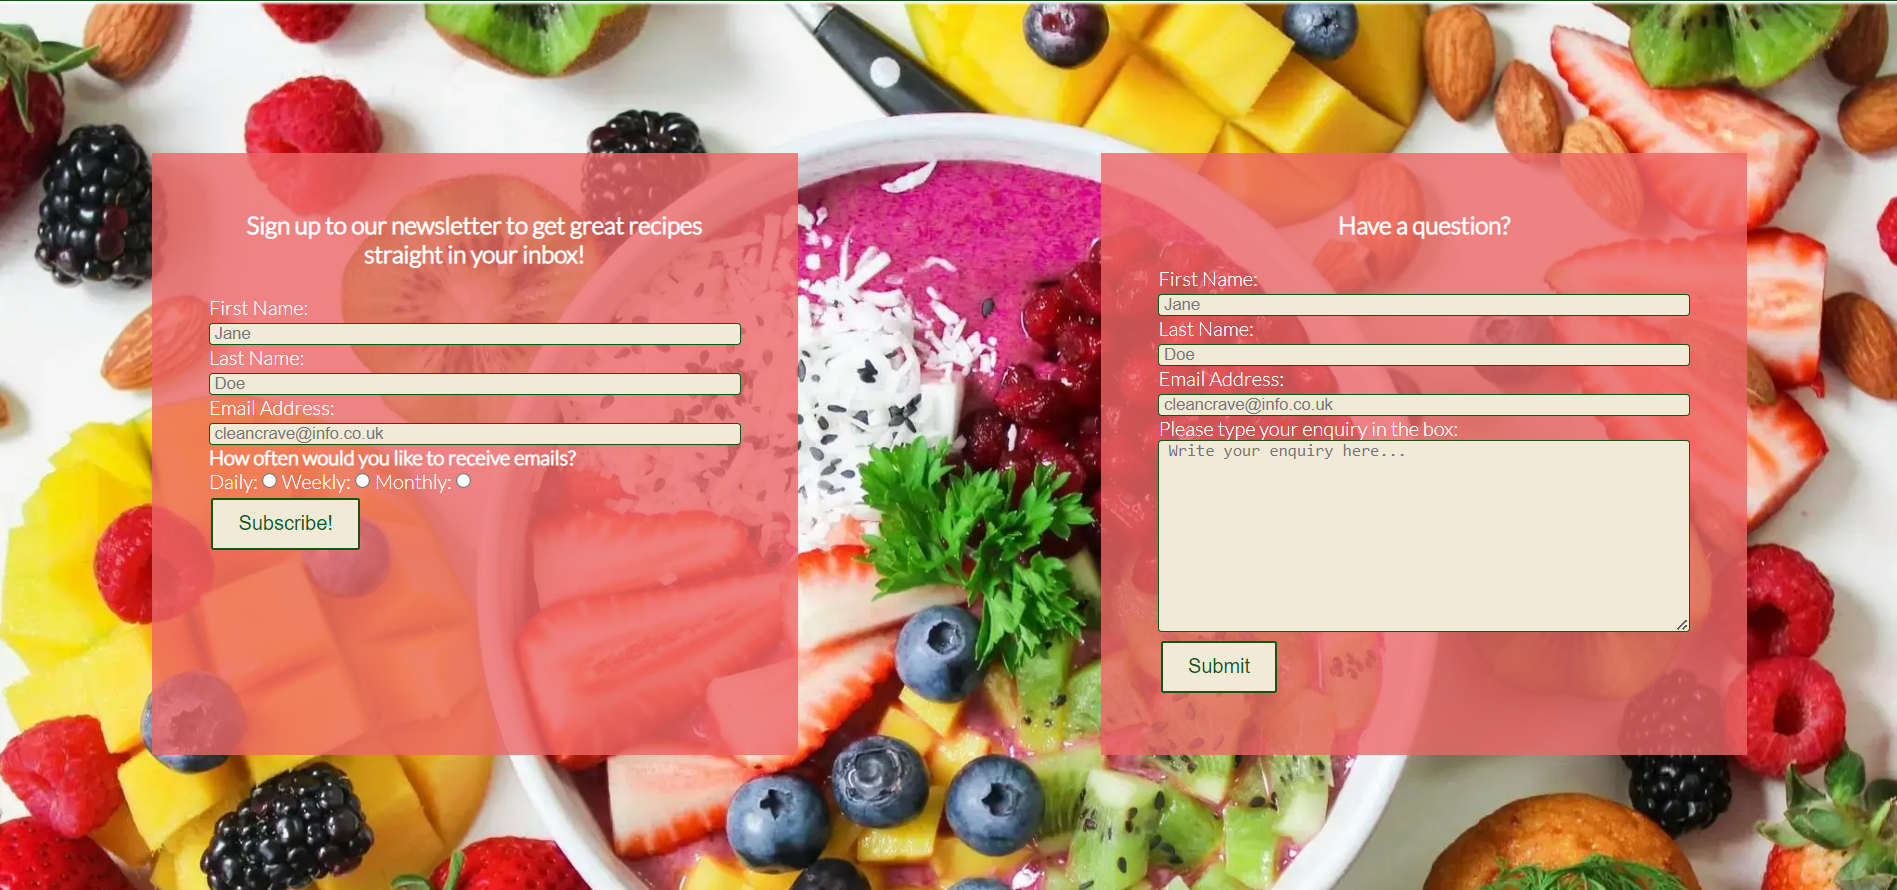 Sign up to our newsletter to get great recipes
straight in your inbox!
First Name:
Jane
Last Name:
Doe
Email Address:
cleancrave@info.co.uk
How often would you like to receive emails?
Daily: Weekly: Monthly:
Subscribe!
Have a question?
First Name:
Jane
Last Name:
Doe
Email Address:
cleancrave@info.co.uk
Please type your enquiry in the box:
Write your enquiry here...
Submit